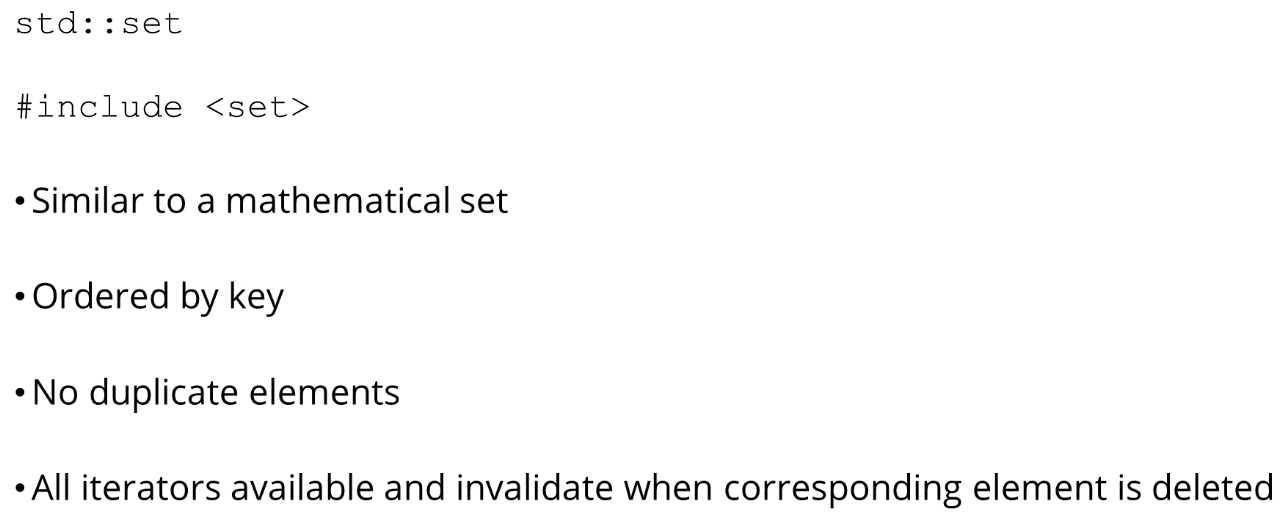 std::set
#include <set>
• Similar to a mathematical set
• Ordered by key
• No duplicate elements
• All iterators available and invalidate when corresponding element is deleted